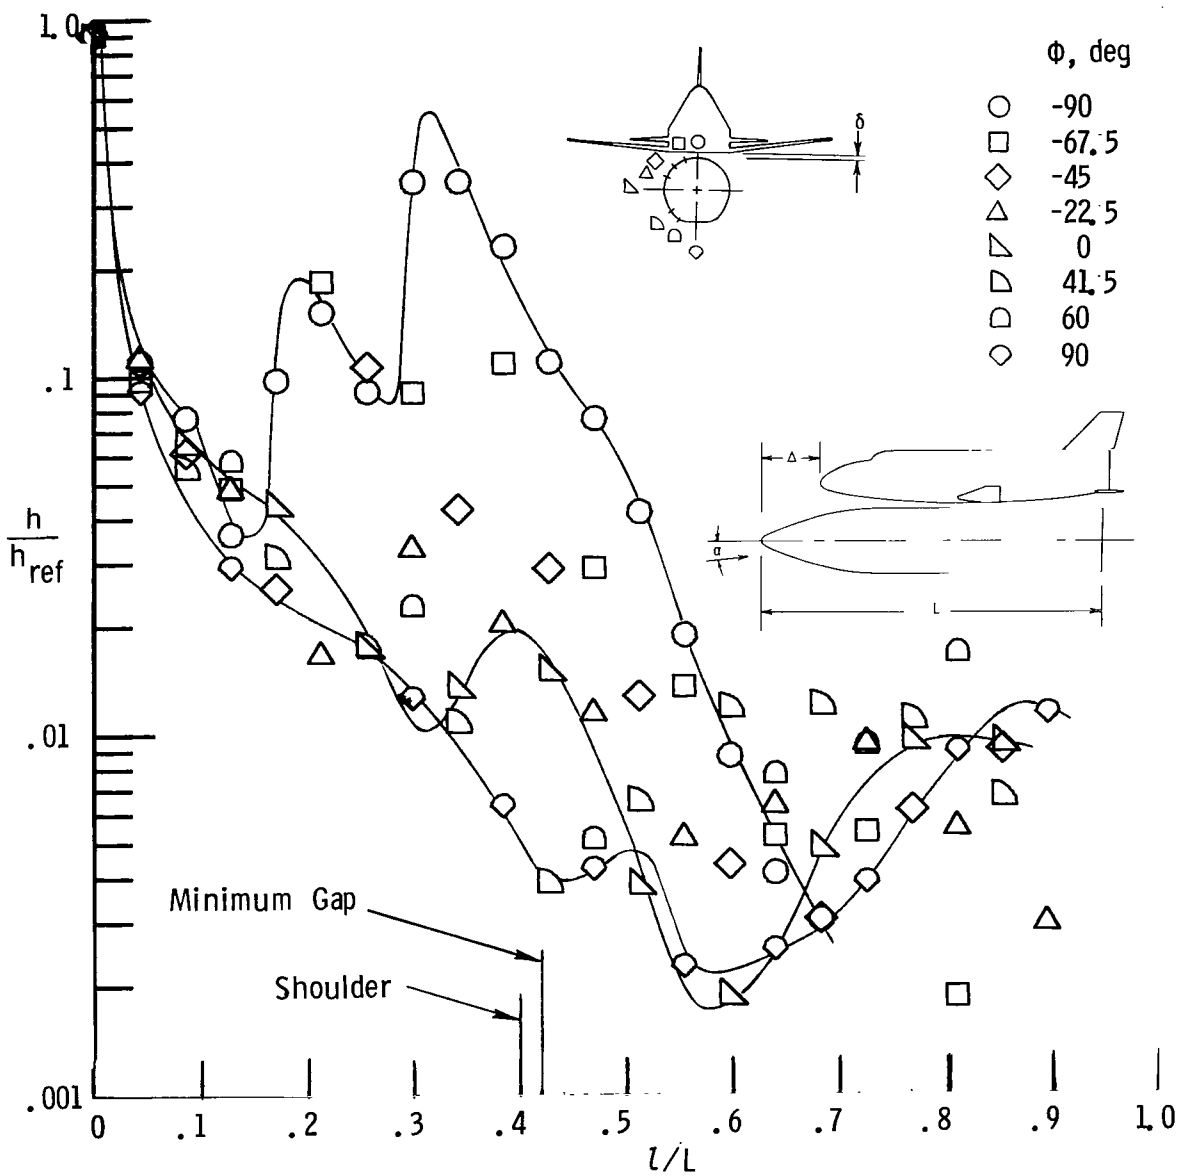 1.0
.1
.01
.001
h
h ref
Φ, deg
-90
-67.5
-45
-22.5
0
41.5
60
90
δ
Δ
α
L
Minimum Gap
Shoulder
0 .1 .2 .3 .4 .5 .6 .7 .8 .9 1.0
l/L